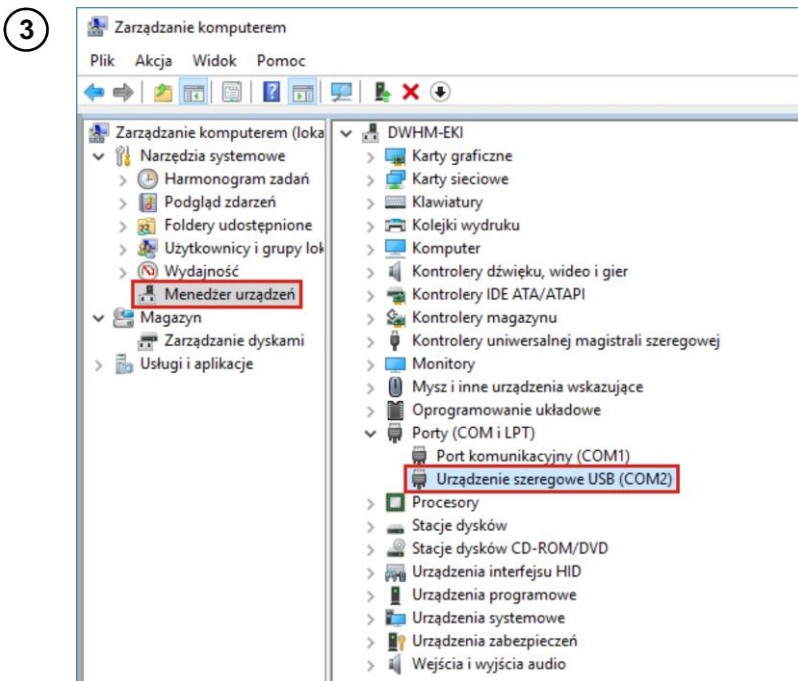 3
Zarządzanie komputerem
Plik Akcja Widok Pomoc
Zarządzanie komputerem (loka
Narzędzia systemowe
Harmonogram zadań
Podgląd zdarzeń
Foldery udostępnione
Użytkownicy i grupy lok
Wydajność
Menedżer urządzeń
Magazyn
Zarządzanie dyskami
Usługi i aplikacje
DWHM-EKI
Karty graficzne
Karty sieciowe
Klawiatury
Kolejki wydruku
Komputer
Kontrolery dźwięku, wideo i gier
Kontrolery IDE ATA/ATAPI
Kontrolery magazynu
Kontrolery uniwersalnej magistrali szeregowej
Monitory
Mysz i inne urządzenia wskazujące
Oprogramowanie układowe
Porty (COM i LPT)
Port komunikacyjny (COM1)
Urządzenie szeregowe USB (COM2)
Procesory
Stacje dysków
Stacje dysków CD-ROM/DVD
Urządzenia interfejsu HID
Urządzenia programowe
Urządzenia systemowe
Urządzenia zabezpieczeń
Wejścia i wyjścia audio